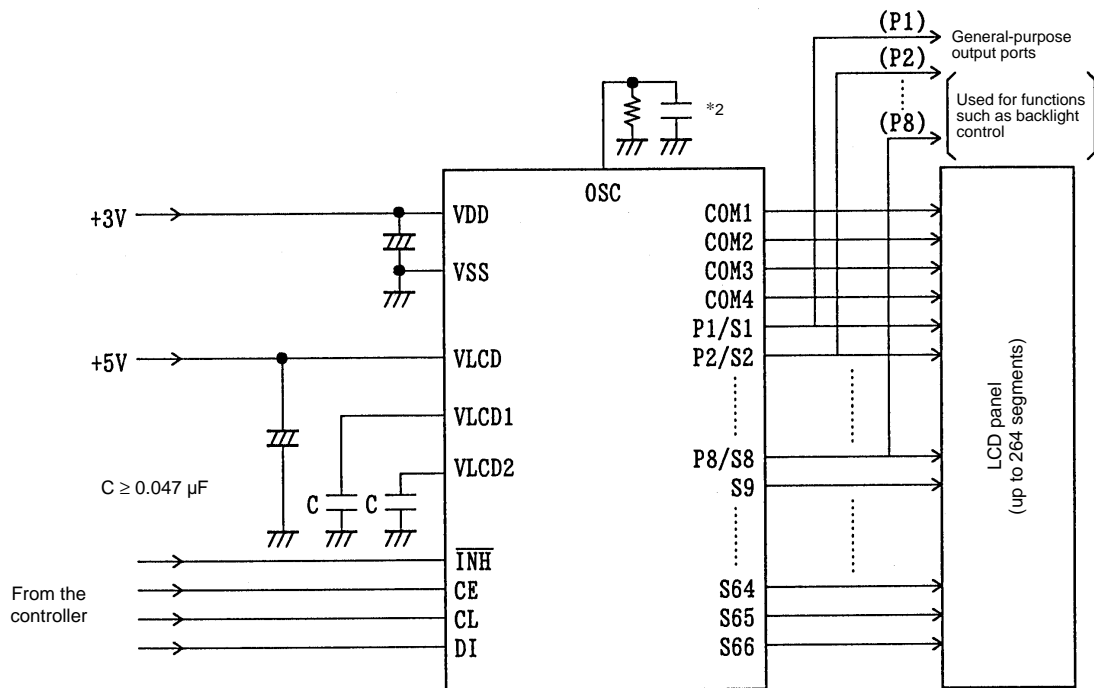 (P1)
General-purpose
output ports
(P2)
Used for functions
such as backlight
control
(P8)
*2
OSC
+3V
VDD
VSS
+5V
VLCD
VLCD1
VLCD2
C ≥ 0.047 µF
C
C
From the
controller
INH
CE
CL
DI
COM1
COM2
COM3
COM4
P1/S1
P2/S2
P8/S8
S9
S64
S65
S66
LCD panel
(up to 264 segments)